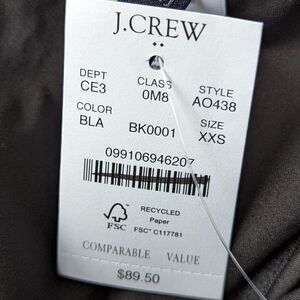 J.CREW
DEPT CLASS STYLE
CE3 0M8 AO438
COLOR SIZE
BLA BK0001 XXS
099106946207
RECYCLED
Paper
FSC® C117781
FSC
COMPARABLE VALUE
$89.50